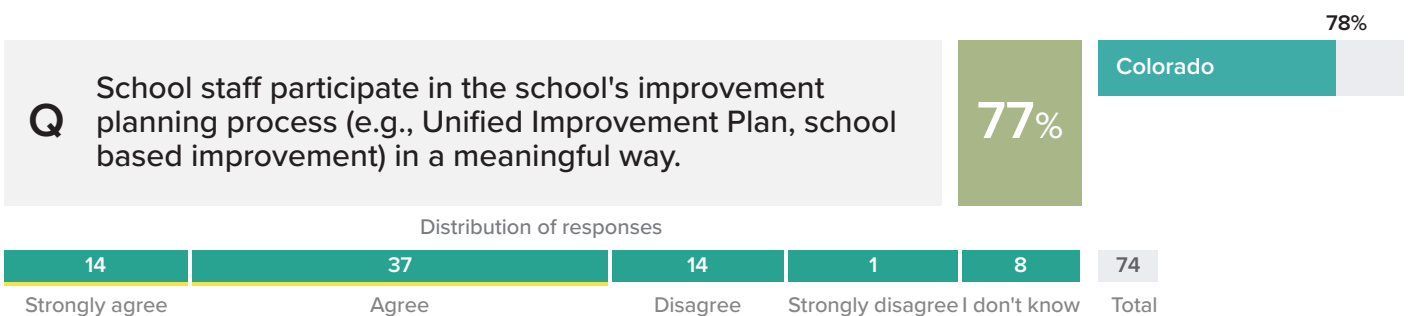 78%
Q
School staff participate in the school's improvement
planning process (e.g., Unified Improvement Plan, school
based improvement) in a meaningful way.
77%
Colorado
Distribution of responses
14 37 14 1 8 74
Strongly agree Agree Disagree Strongly disagree I don't know Total